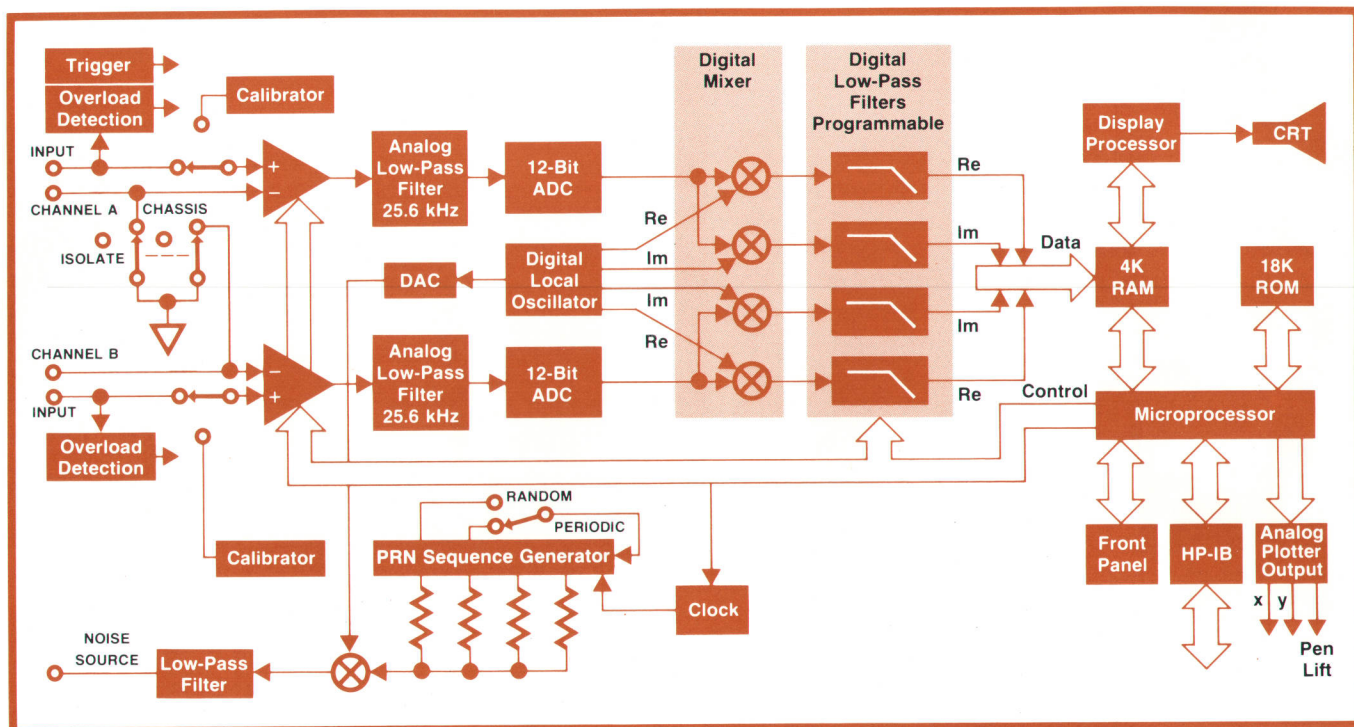 Trigger
Overload
Detection
Calibrator
INPUT
CHANNEL A
CHASSIS
ISOLATE
+
−
Analog
Low-Pass
Filter
25.6 kHz
12-Bit
ADC
Digital
Mixer
Digital
Low-Pass
Filters
Programmable
Re
Im
Im
Re
DAC
Digital
Local
Oscillator
Re
Im
Im
Re
Data
Display
Processor
CRT
4K
RAM
18K
ROM
CHANNEL B
INPUT
−
+
Analog
Low-Pass
Filter
25.6 kHz
12-Bit
ADC
Control
Microprocessor
Overload
Detection
Calibrator
RANDOM
PERIODIC
PRN Sequence Generator
Clock
Front
Panel
HP-IB
Analog
Plotter
Output
x y
Pen
Lift
NOISE
SOURCE
Low-Pass
Filter